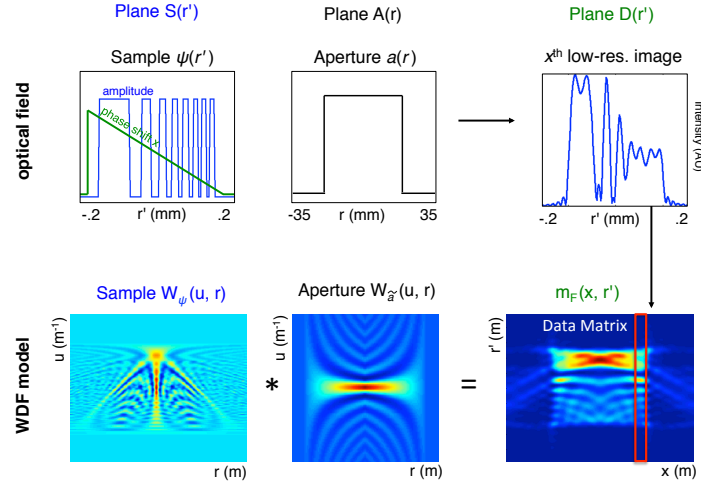 Plane S(r')
Plane A(r)
Plane D(r')
optical field
Sample ψ(r')
Aperture a(r)
xth low-res. image
amplitude
phase shift x
Intensity (AU)
-.2 r' (mm) .2
-35 r (mm) 35
-.2 r' (mm) .2
WDF model
Sample Wψ(u, r)
Aperture Wã(u, r)
mF(x, r')
u (m-1)
u (m-1)
r' (m)
Data Matrix
*
=
r (m)
r (m)
x (m)